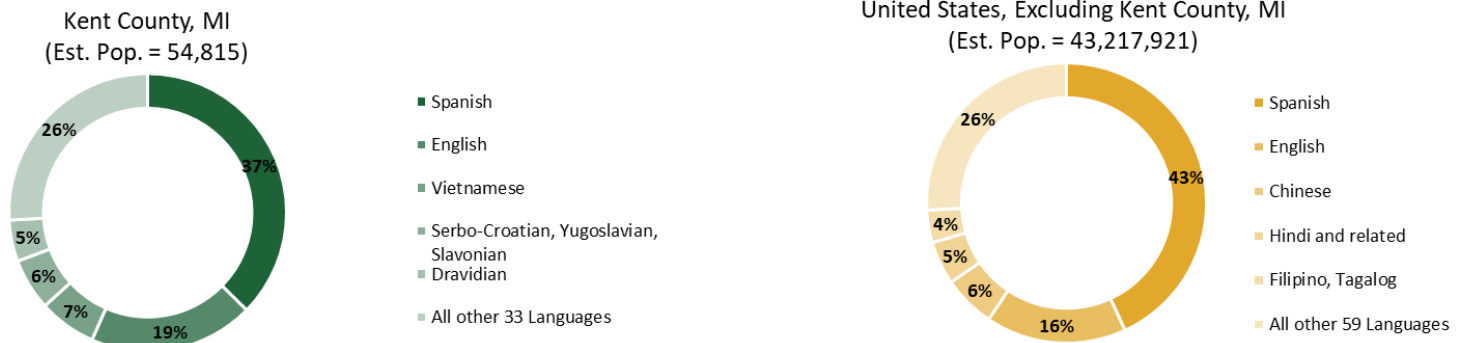 Kent County, MI
(Est. Pop. = 54,815)
26%
37%
5%
6%
7%
19%
Spanish
English
Vietnamese
Serbo-Croatian, Yugoslavian,
Slavonian
Dravidian
All other 33 Languages
United States, Excluding Kent County, MI
(Est. Pop. = 43,217,921)
26%
43%
4%
5%
6%
16%
Spanish
English
Chinese
Hindi and related
Filipino, Tagalog
All other 59 Languages